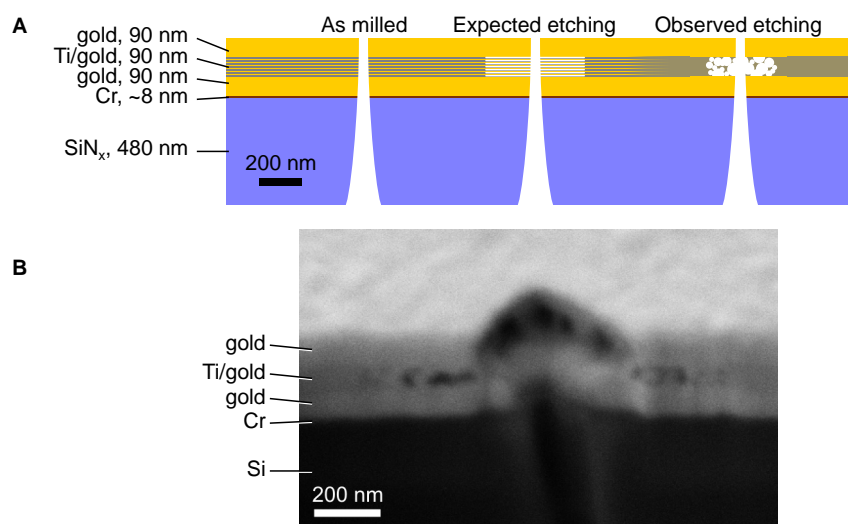 A
As milled
Expected etching
Observed etching
gold, 90 nm
Ti/gold, 90 nm
gold, 90 nm
Cr, ~8 nm
SiNx, 480 nm
200 nm
B
gold
Ti/gold
gold
Cr
Si
200 nm